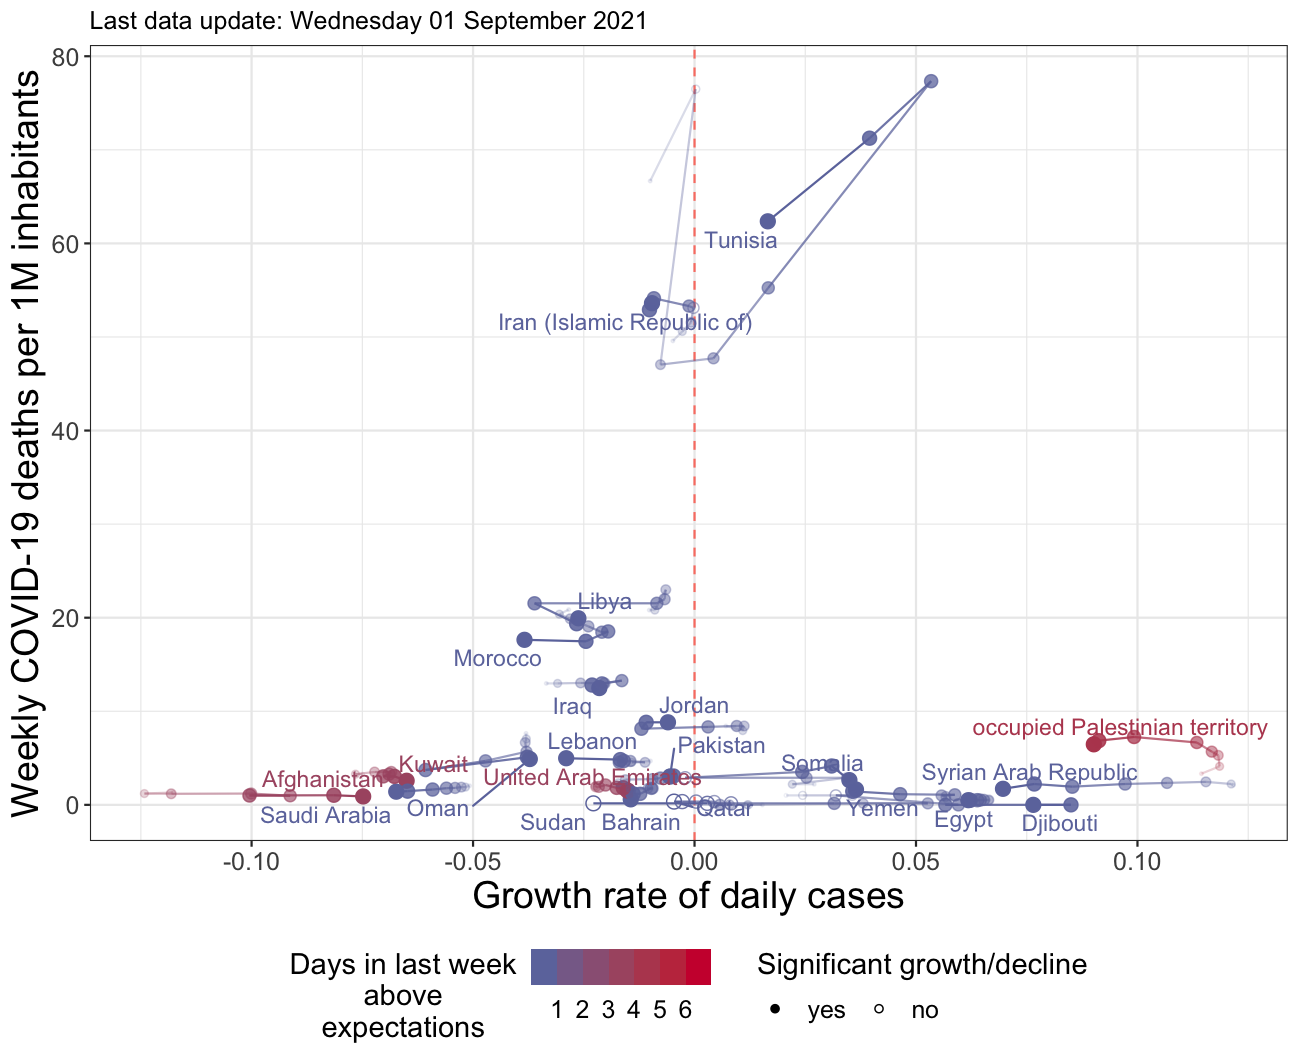 Last data update: Wednesday 01 September 2021
Weekly COVID-19 deaths per 1M inhabitants
80
60
40
20
0
Tunisia
Iran (Islamic Republic of)
Libya
Morocco
Iraq
Jordan
occupied Palestinian territory
Lebanon
Pakistan
Kuwait
Somalia
Afghanistan
United Arab Emirates
Syrian Arab Republic
Saudi Arabia
Oman
Sudan
Bahrain
Qatar
Yemen
Egypt
Djibouti
-0.10
-0.05
0.00
0.05
0.10
Growth rate of daily cases
Days in last week
above
expectations
1 2 3 4 5 6
Significant growth/decline
yes no